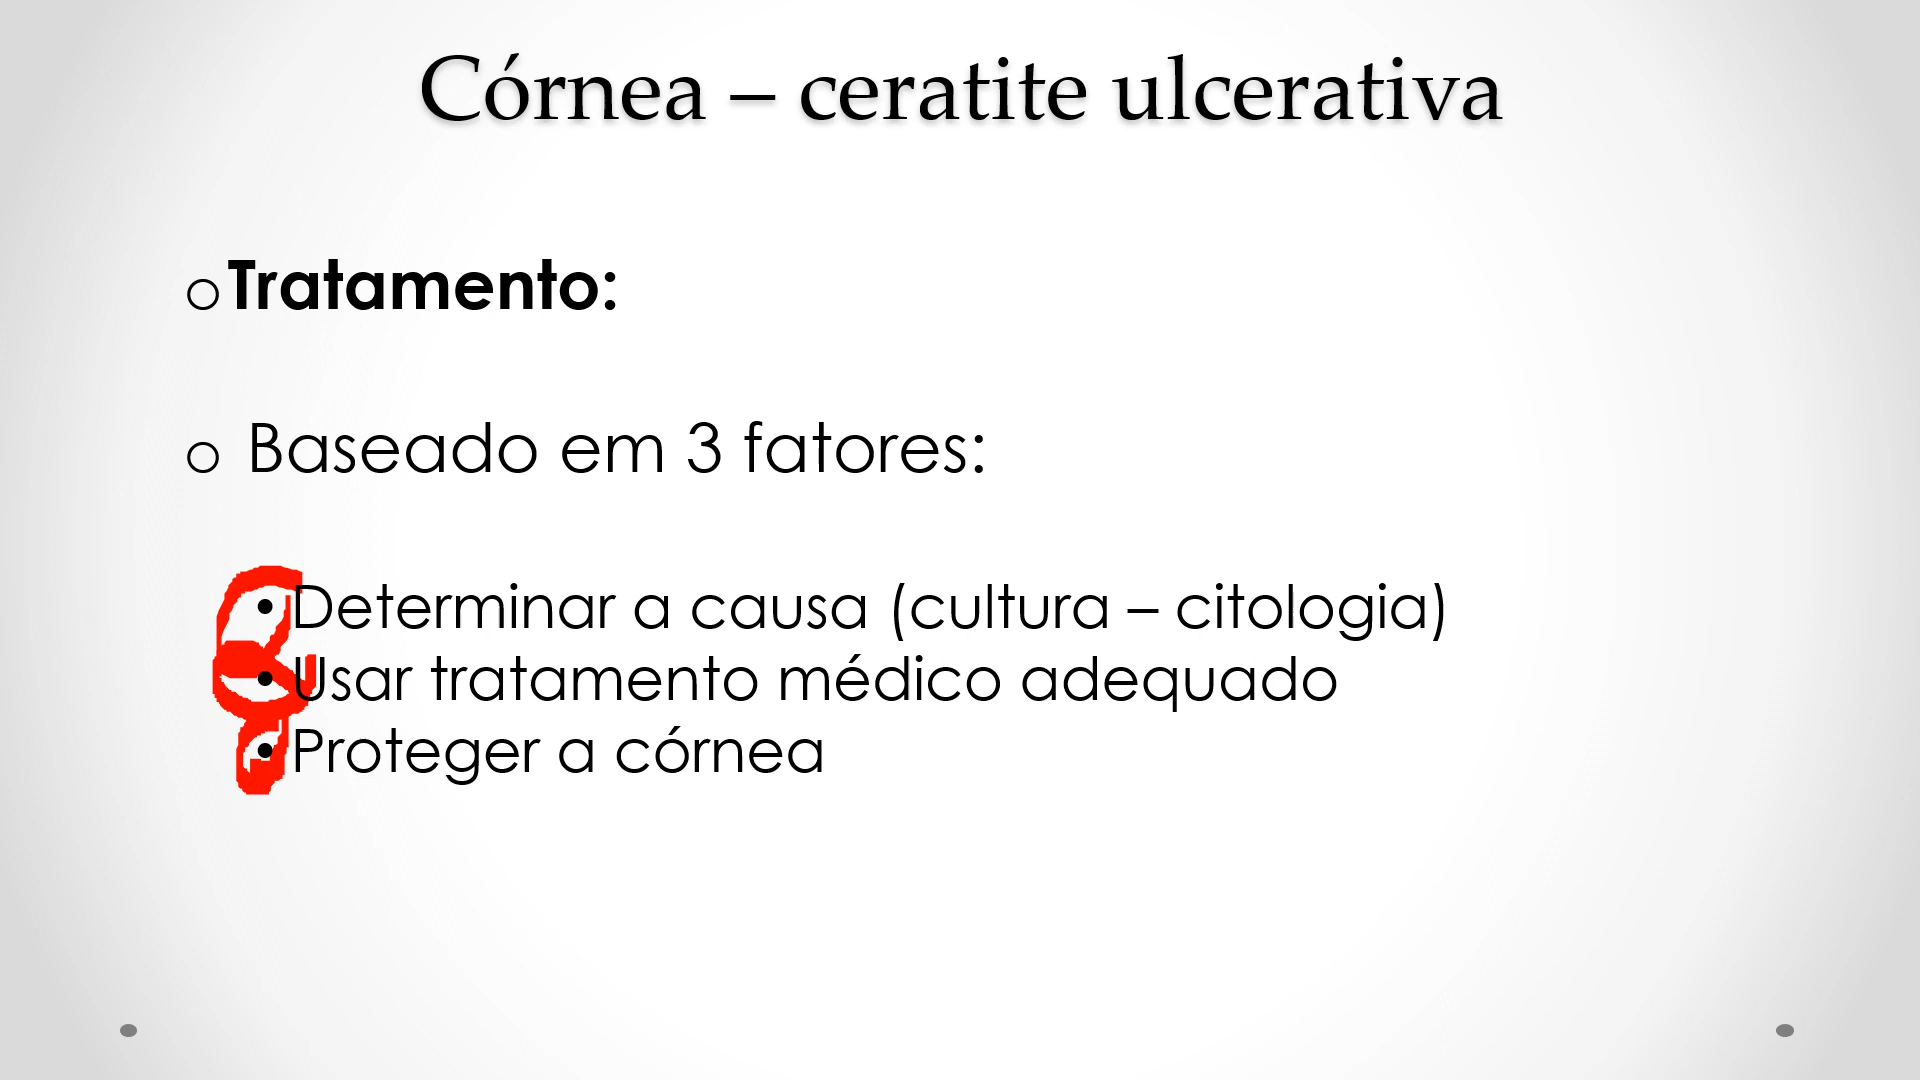 Córnea – ceratite ulcerativa
Tratamento:
Baseado em 3 fatores:
• Determinar a causa (cultura – citologia)
• Usar tratamento médico adequado
• Proteger a córnea